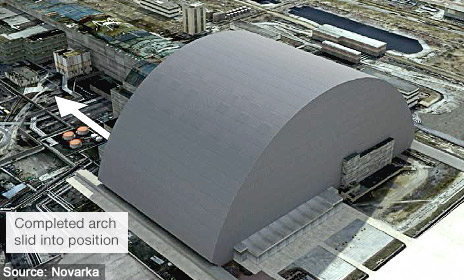 Completed arch
slid into position
Source: Novarka